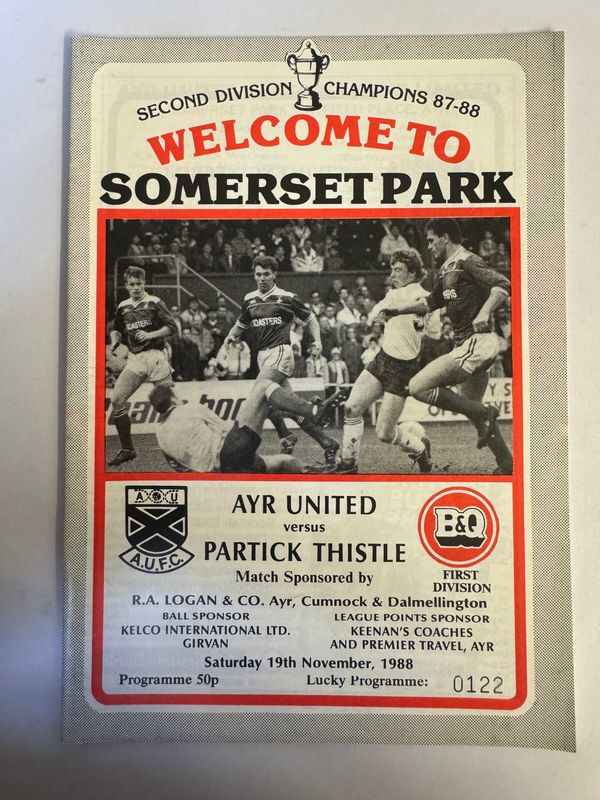 SECOND DIVISION CHAMPIONS 87-88
WELCOME TO
SOMERSET PARK
COASTERS
A U
A.U.F.C.
AYR UNITED
versus
PARTICK THISTLE
B&Q
FIRST
DIVISION
Match Sponsored by
R.A. LOGAN & CO. Ayr, Cumnock & Dalmellington
BALL SPONSOR
KELCO INTERNATIONAL LTD.
GIRVAN
LEAGUE POINTS SPONSOR
KEENAN'S COACHES
AND PREMIER TRAVEL, AYR
Saturday 19th November, 1988
Programme 50p
Lucky Programme: 0122